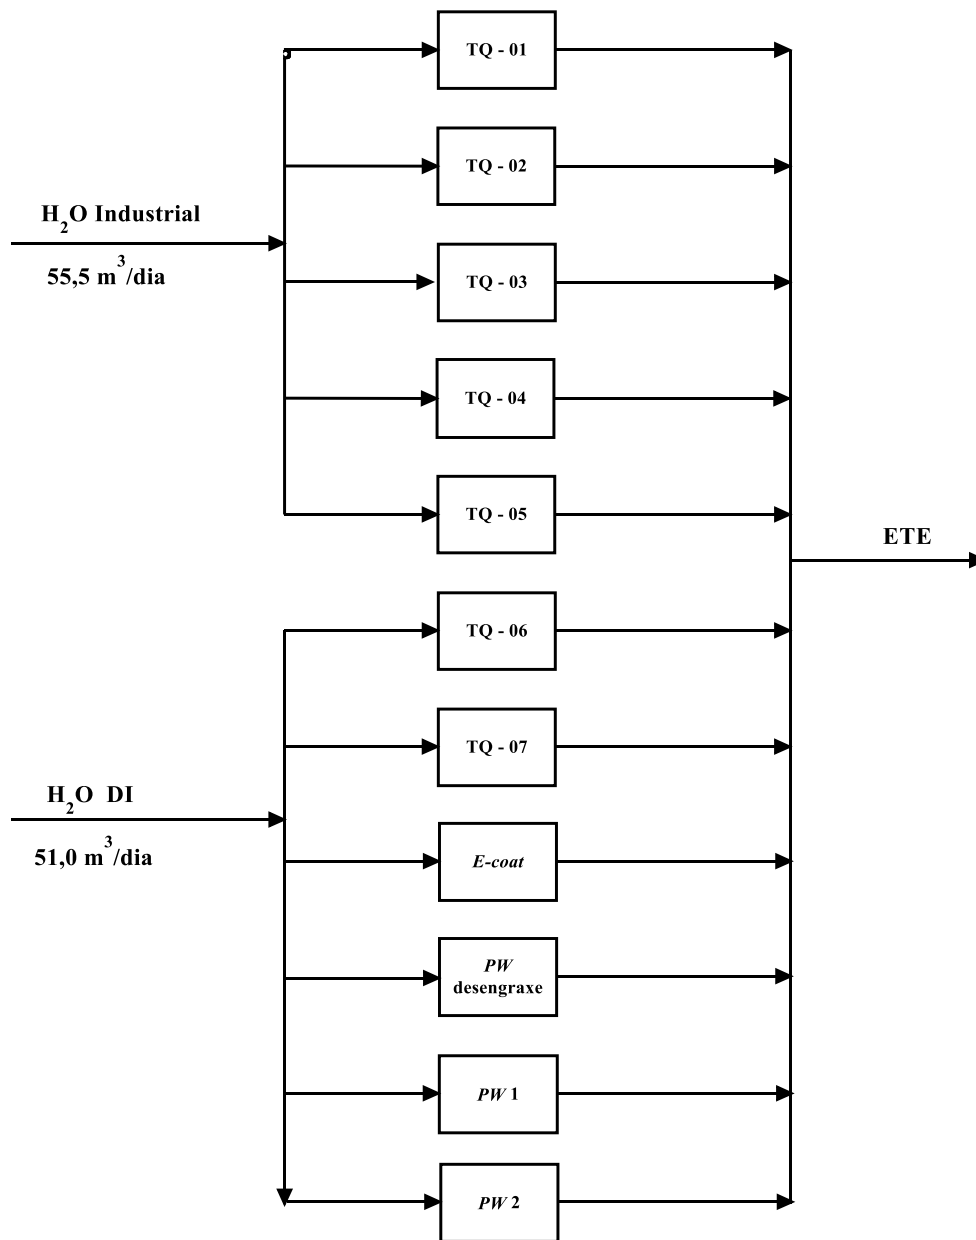 TQ - 01
TQ - 02
H₂O Industrial
55,5 m³/dia
TQ - 03
TQ - 04
TQ - 05
ETE
TQ - 06
TQ - 07
H₂O DI
51,0 m³/dia
E-coat
PW
desengraxe
PW 1
PW 2